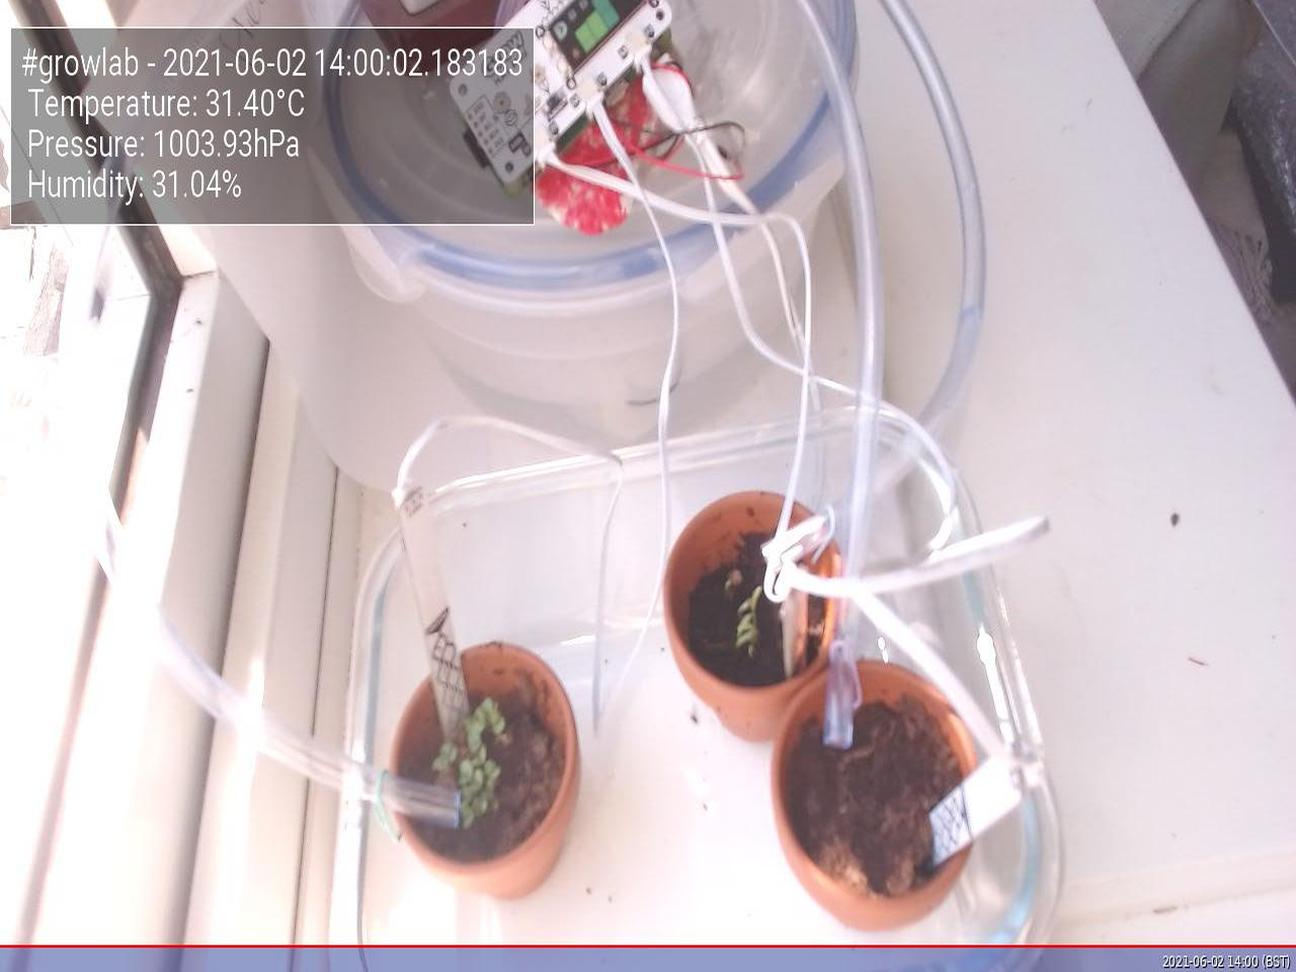 #growlab - 2021-06-02 14:00:02.183183
Temperature: 31.40°C
Pressure: 1003.93hPa
Humidity: 31.04%
2021-06-02 14:00 (BST)